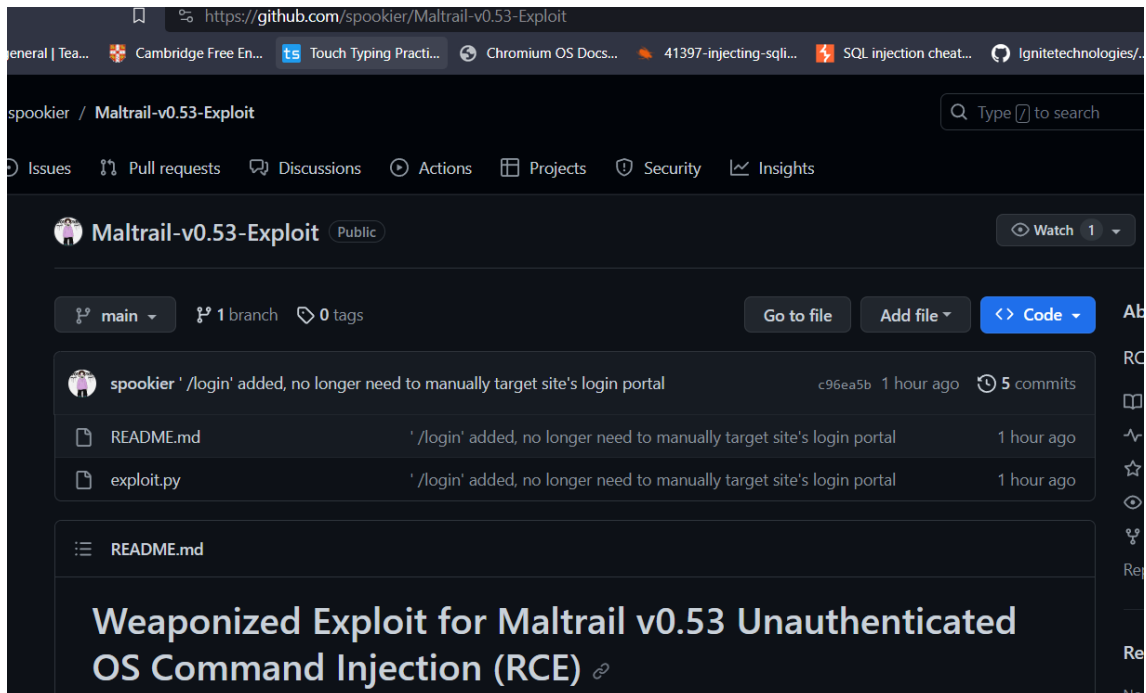 https://github.com/spookier/Maltrail-v0.53-Exploit
general | Tea... Cambridge Free En... ts Touch Typing Practi... Chromium OS Docs... 41397-injecting-sqli... SQL injection cheat... Ignitetechnologies/...
spookier / Maltrail-v0.53-Exploit Type / to search
Issues Pull requests Discussions Actions Projects Security Insights
Maltrail-v0.53-Exploit Public Watch 1
main 1 branch 0 tags Go to file Add file Code Ab
RC
spookier ' /login' added, no longer need to manually target site's login portal c96ea5b 1 hour ago 5 commits
README.md ' /login' added, no longer need to manually target site's login portal 1 hour ago
exploit.py ' /login' added, no longer need to manually target site's login portal 1 hour ago
README.md
Rep
Weaponized Exploit for Maltrail v0.53 Unauthenticated
OS Command Injection (RCE)
Re